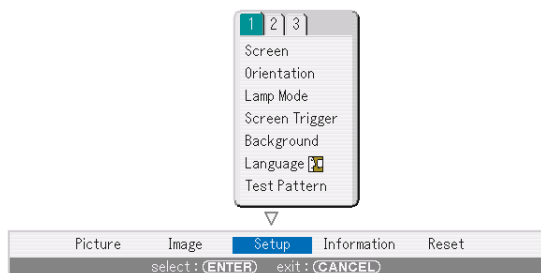 1 2 3
Screen
Orientation
Lamp Mode
Screen Trigger
Background
Language
Test Pattern
Picture Image Setup Information Reset
select : (ENTER) exit : (CANCEL)